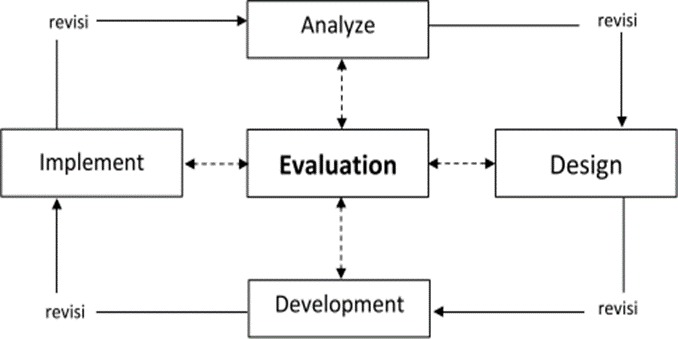 revisi
Analyze
revisi
Implement
Evaluation
Design
revisi
Development
revisi